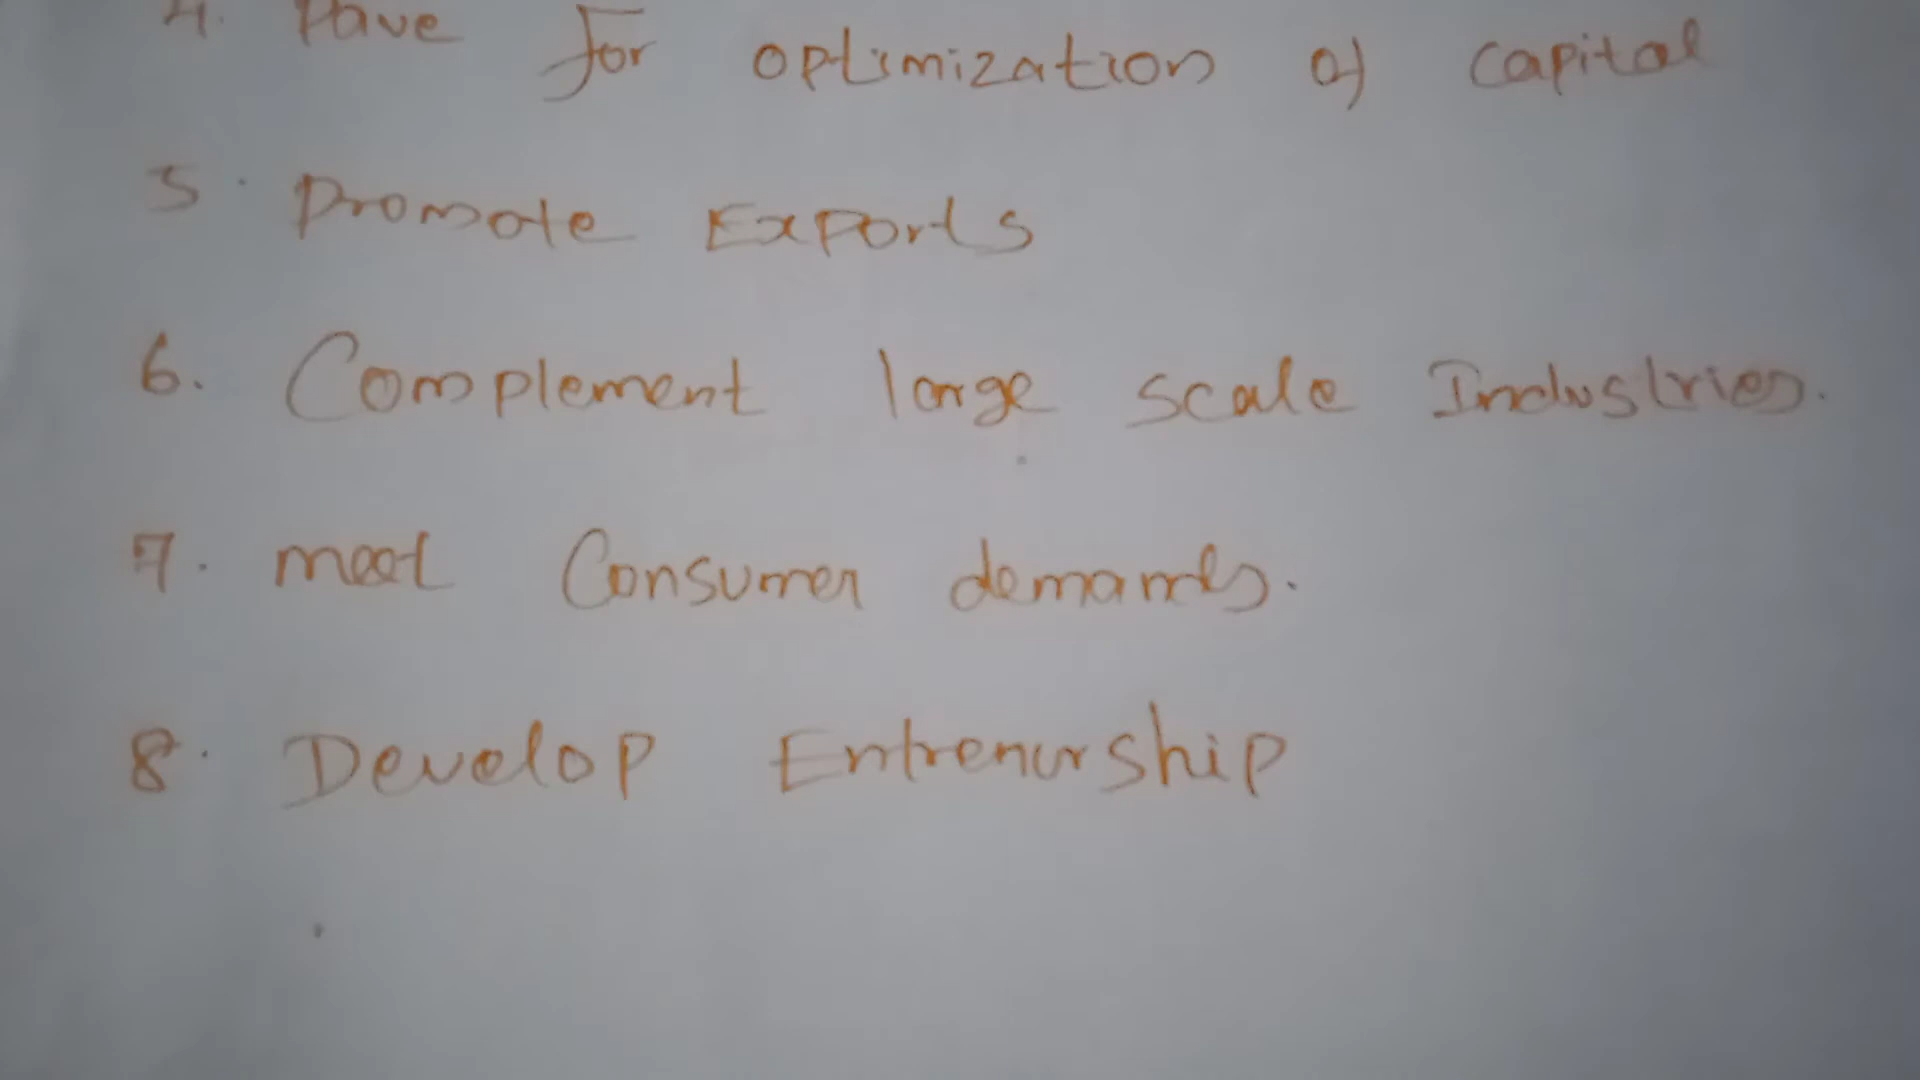 4. Pave for optimization of capital
5. Promote Exports
6. Complement large scale Industries.
7. meet Consumer demands.
8. Develop Entrenurship